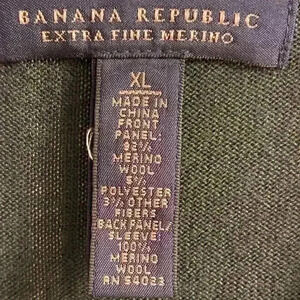 BANANA REPUBLIC
EXTRA FINE MERINO
XL
MADE IN
CHINA
FRONT
PANEL:
92%
MERINO
WOOL
5%
POLYESTER
3% OTHER
FIBERS
BACK PANEL/
SLEEVE:
100%
MERINO
WOOL
RN 54023